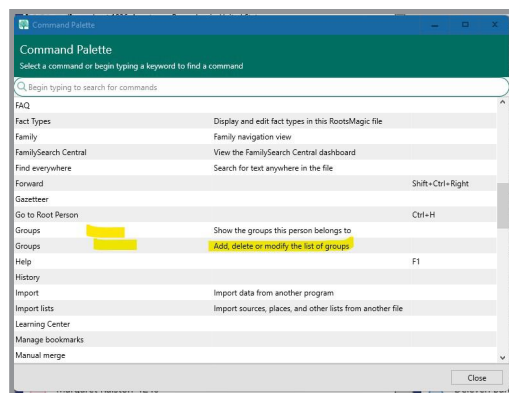 Command Palette
Command Palette
Select a command or begin typing a keyword to find a command
Begin typing to search for commands
FAQ
Fact Types Display and edit fact types in this RootsMagic file
Family Family navigation view
FamilySearch Central View the FamilySearch Central dashboard
Find everywhere Search for text anywhere in the file
Forward Shift+Ctrl+Right
Gazetteer
Go to Root Person Ctrl+H
Groups Show the groups this person belongs to
Groups Add, delete or modify the list of groups
Help F1
History
Import Import data from another program
Import lists Import sources, places, and other lists from another file
Learning Center
Manage bookmarks
Manual merge
Close